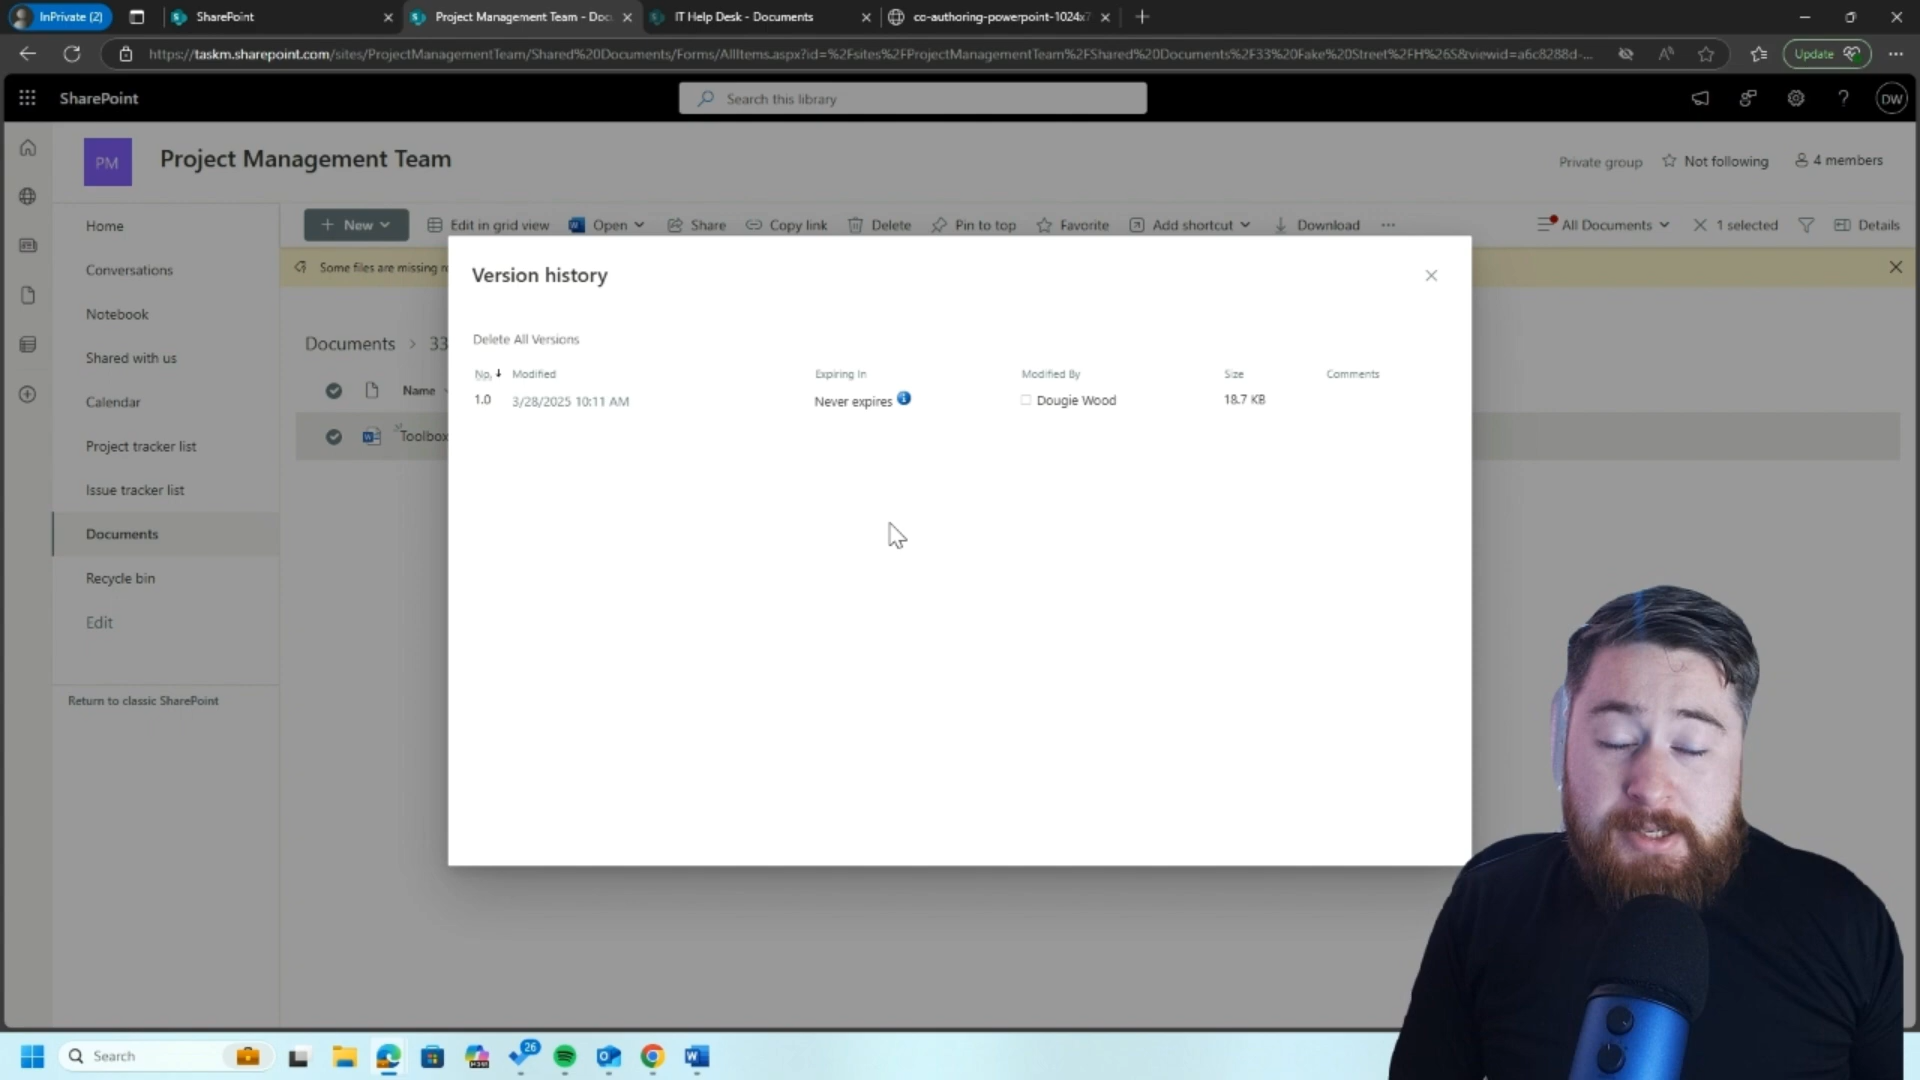 InPrivate (2)
SharePoint
Project Management Team - Doc
IT Help Desk - Documents
co-authoring-powerpoint-1024x7
https://taskm.sharepoint.com/sites/ProjectManagementTeam/Shared%20Documents/Forms/AllItems.aspx?id=%2Fsites%2FProjectManagementTeam%2FShared%20Documents%2F33%20Fake%20Street%2FH%26S&viewid=a6c8288d-...
Update
SharePoint
Search this library
DW
PM
Project Management Team
Private group
Not following
4 members
Home
Conversations
Notebook
Shared with us
Calendar
Project tracker list
Issue tracker list
Documents
Recycle bin
Edit
Return to classic SharePoint
New
Edit in grid view
Open
Share
Copy link
Delete
Pin to top
Favorite
Add shortcut
Download
All Documents
1 selected
Details
Some files are missing
Documents > 33
Name
Toolbox
Version history
Delete All Versions
No. Modified Expiring In Modified By Size Comments
1.0 3/28/2025 10:11 AM Never expires Dougie Wood 18.7 KB
Search
26